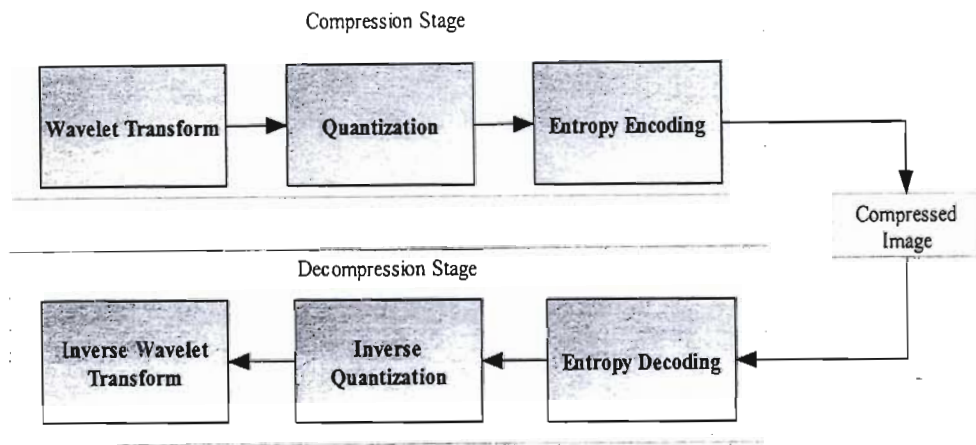 Compression Stage
Wavelet Transform
Quantization
Entropy Encoding
Compressed
Image
Decompression Stage
Inverse Wavelet
Transform
Inverse
Quantization
Entropy Decoding